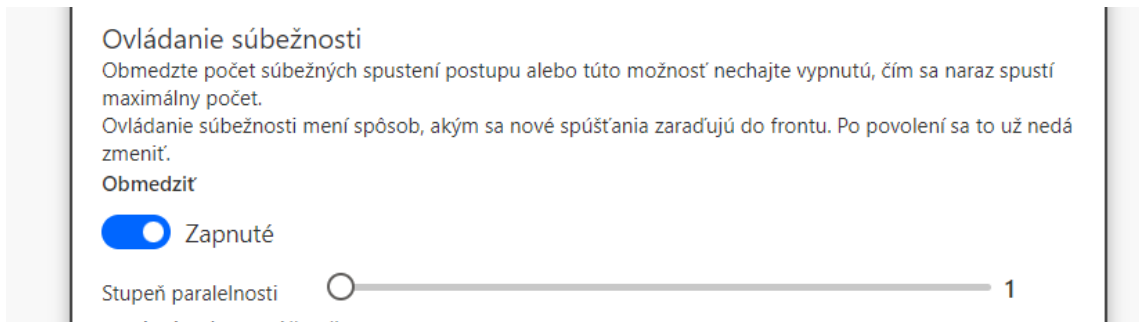 Ovládanie súbežnosti
Obmedzte počet súbežných spustení postupu alebo túto možnosť nechajte vypnutú, čím sa naraz spustí
maximálny počet.
Ovládanie súbežnosti mení spôsob, akým sa nové spúšťania zaraďujú do frontu. Po povolení sa to už nedá
zmeniť.
Obmedziť
Zapnuté
Stupeň paralelnosti 1